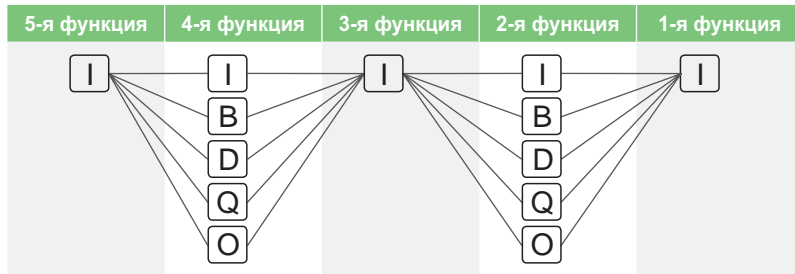 5-я функция 4-я функция 3-я функция 2-я функция 1-я функция
I I I I I
B B
D D
Q Q
O O